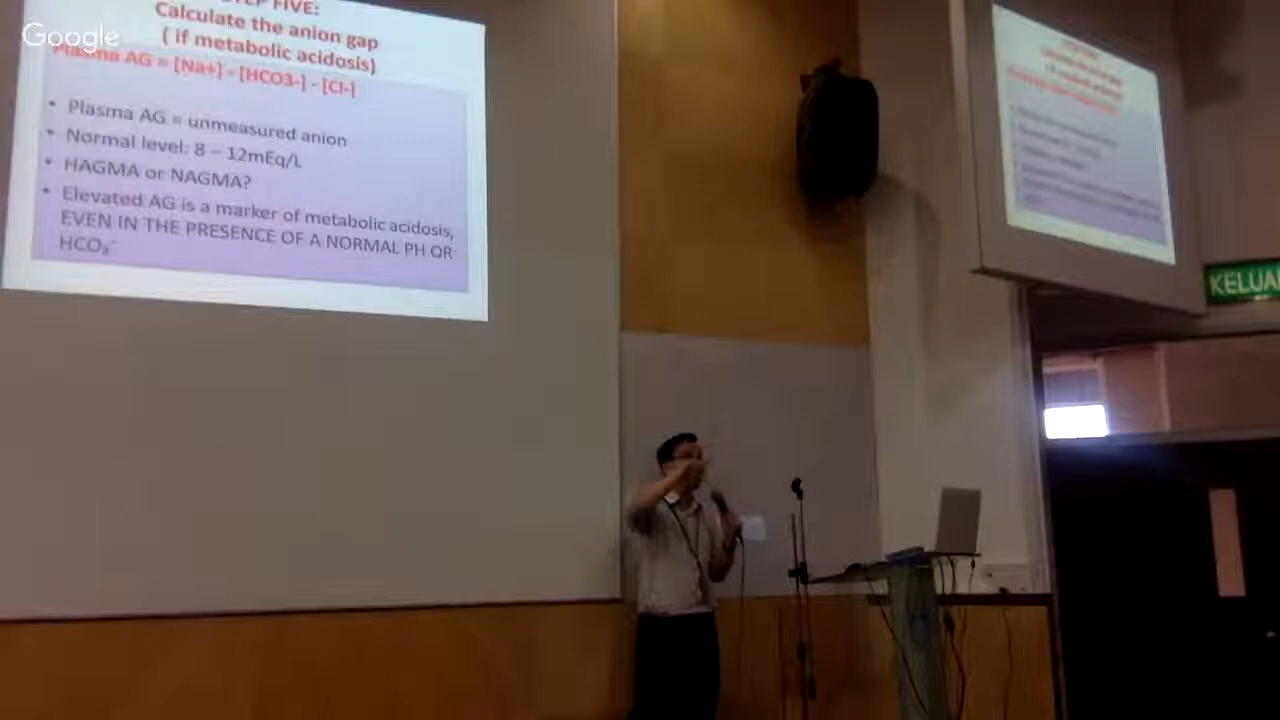 Google
STEP FIVE:
Calculate the anion gap
( if metabolic acidosis)
Plasma AG = [Na+] - [HCO3-] - [Cl-]
• Plasma AG = unmeasured anion
• Normal level: 8 – 12mEq/L
• HAGMA or NAGMA?
• Elevated AG is a marker of metabolic acidosis,
EVEN IN THE PRESENCE OF A NORMAL PH OR
HCO₃⁻